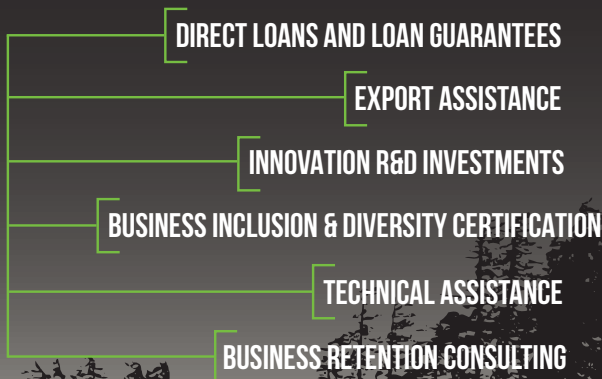 DIRECT LOANS AND LOAN GUARANTEES
EXPORT ASSISTANCE
INNOVATION R&D INVESTMENTS
BUSINESS INCLUSION & DIVERSITY CERTIFICATION
TECHNICAL ASSISTANCE
BUSINESS RETENTION CONSULTING